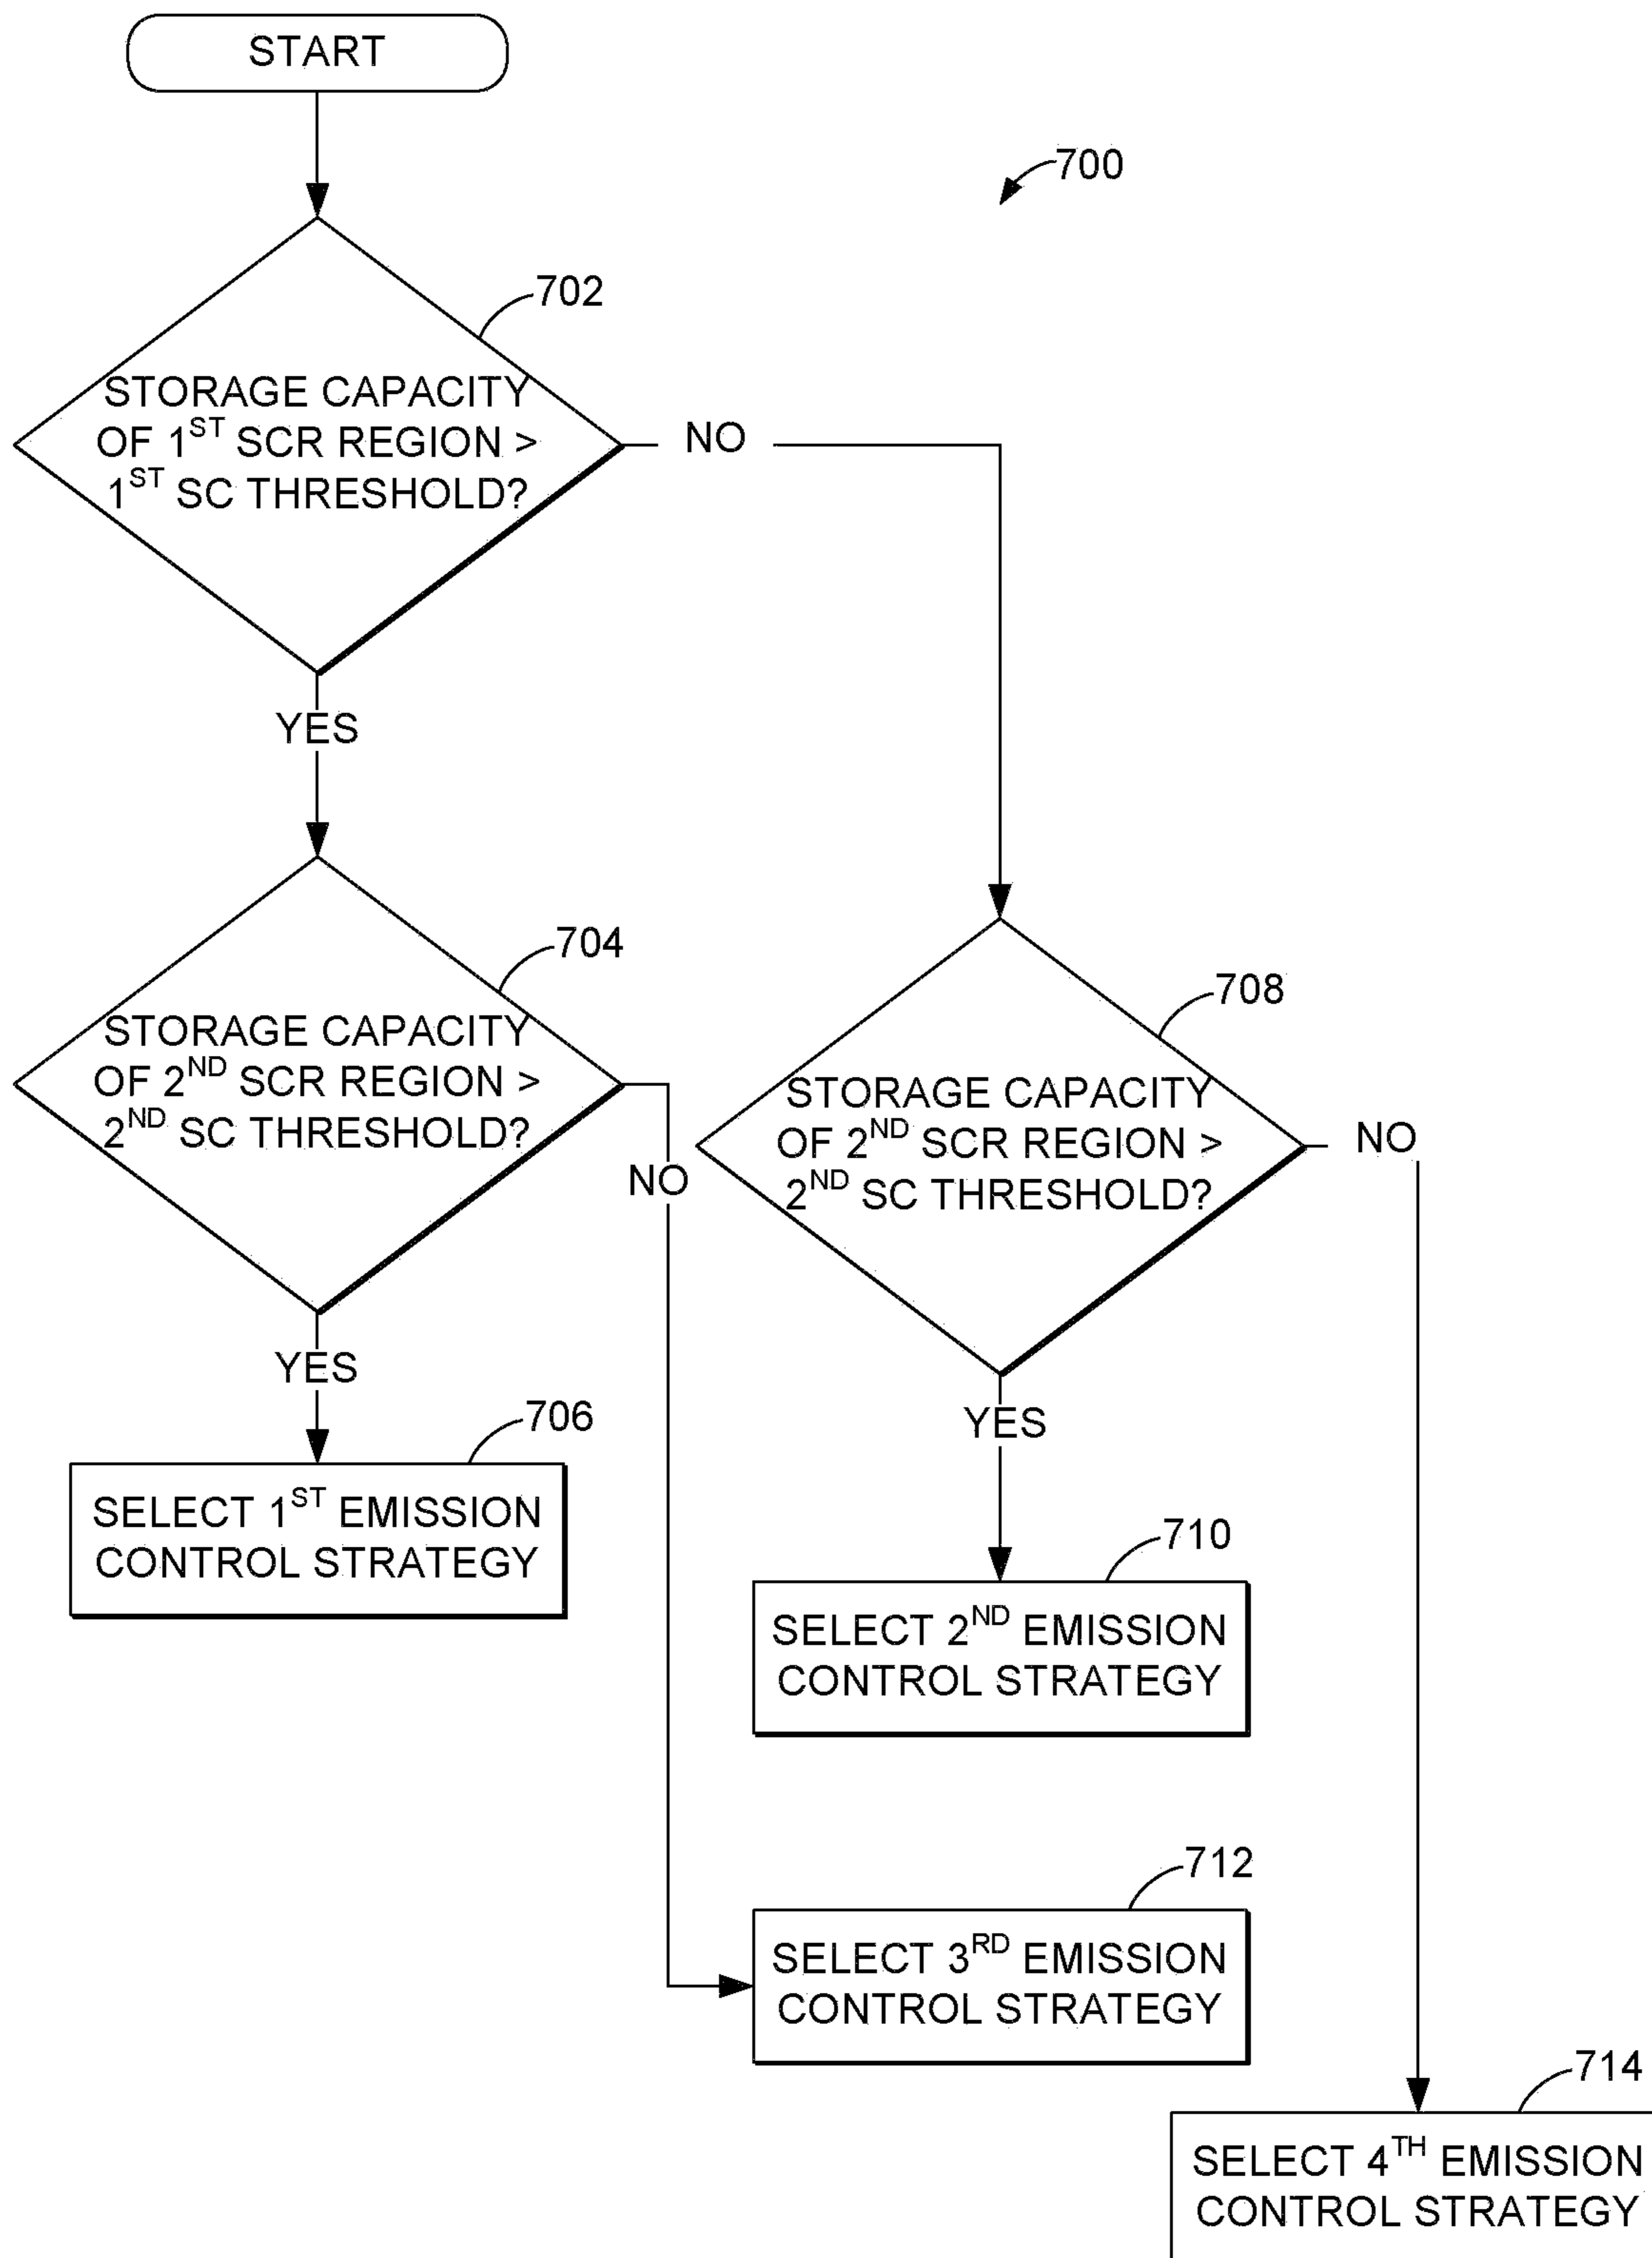 START
700
702
STORAGE CAPACITY
OF 1ST SCR REGION >
1ST SC THRESHOLD?
NO
YES
704
STORAGE CAPACITY
OF 2ND SCR REGION >
2ND SC THRESHOLD?
NO
YES
708
STORAGE CAPACITY
OF 2ND SCR REGION >
2ND SC THRESHOLD?
NO
YES
706
SELECT 1ST EMISSION
CONTROL STRATEGY
710
SELECT 2ND EMISSION
CONTROL STRATEGY
712
SELECT 3RD EMISSION
CONTROL STRATEGY
714
SELECT 4TH EMISSION
CONTROL STRATEGY